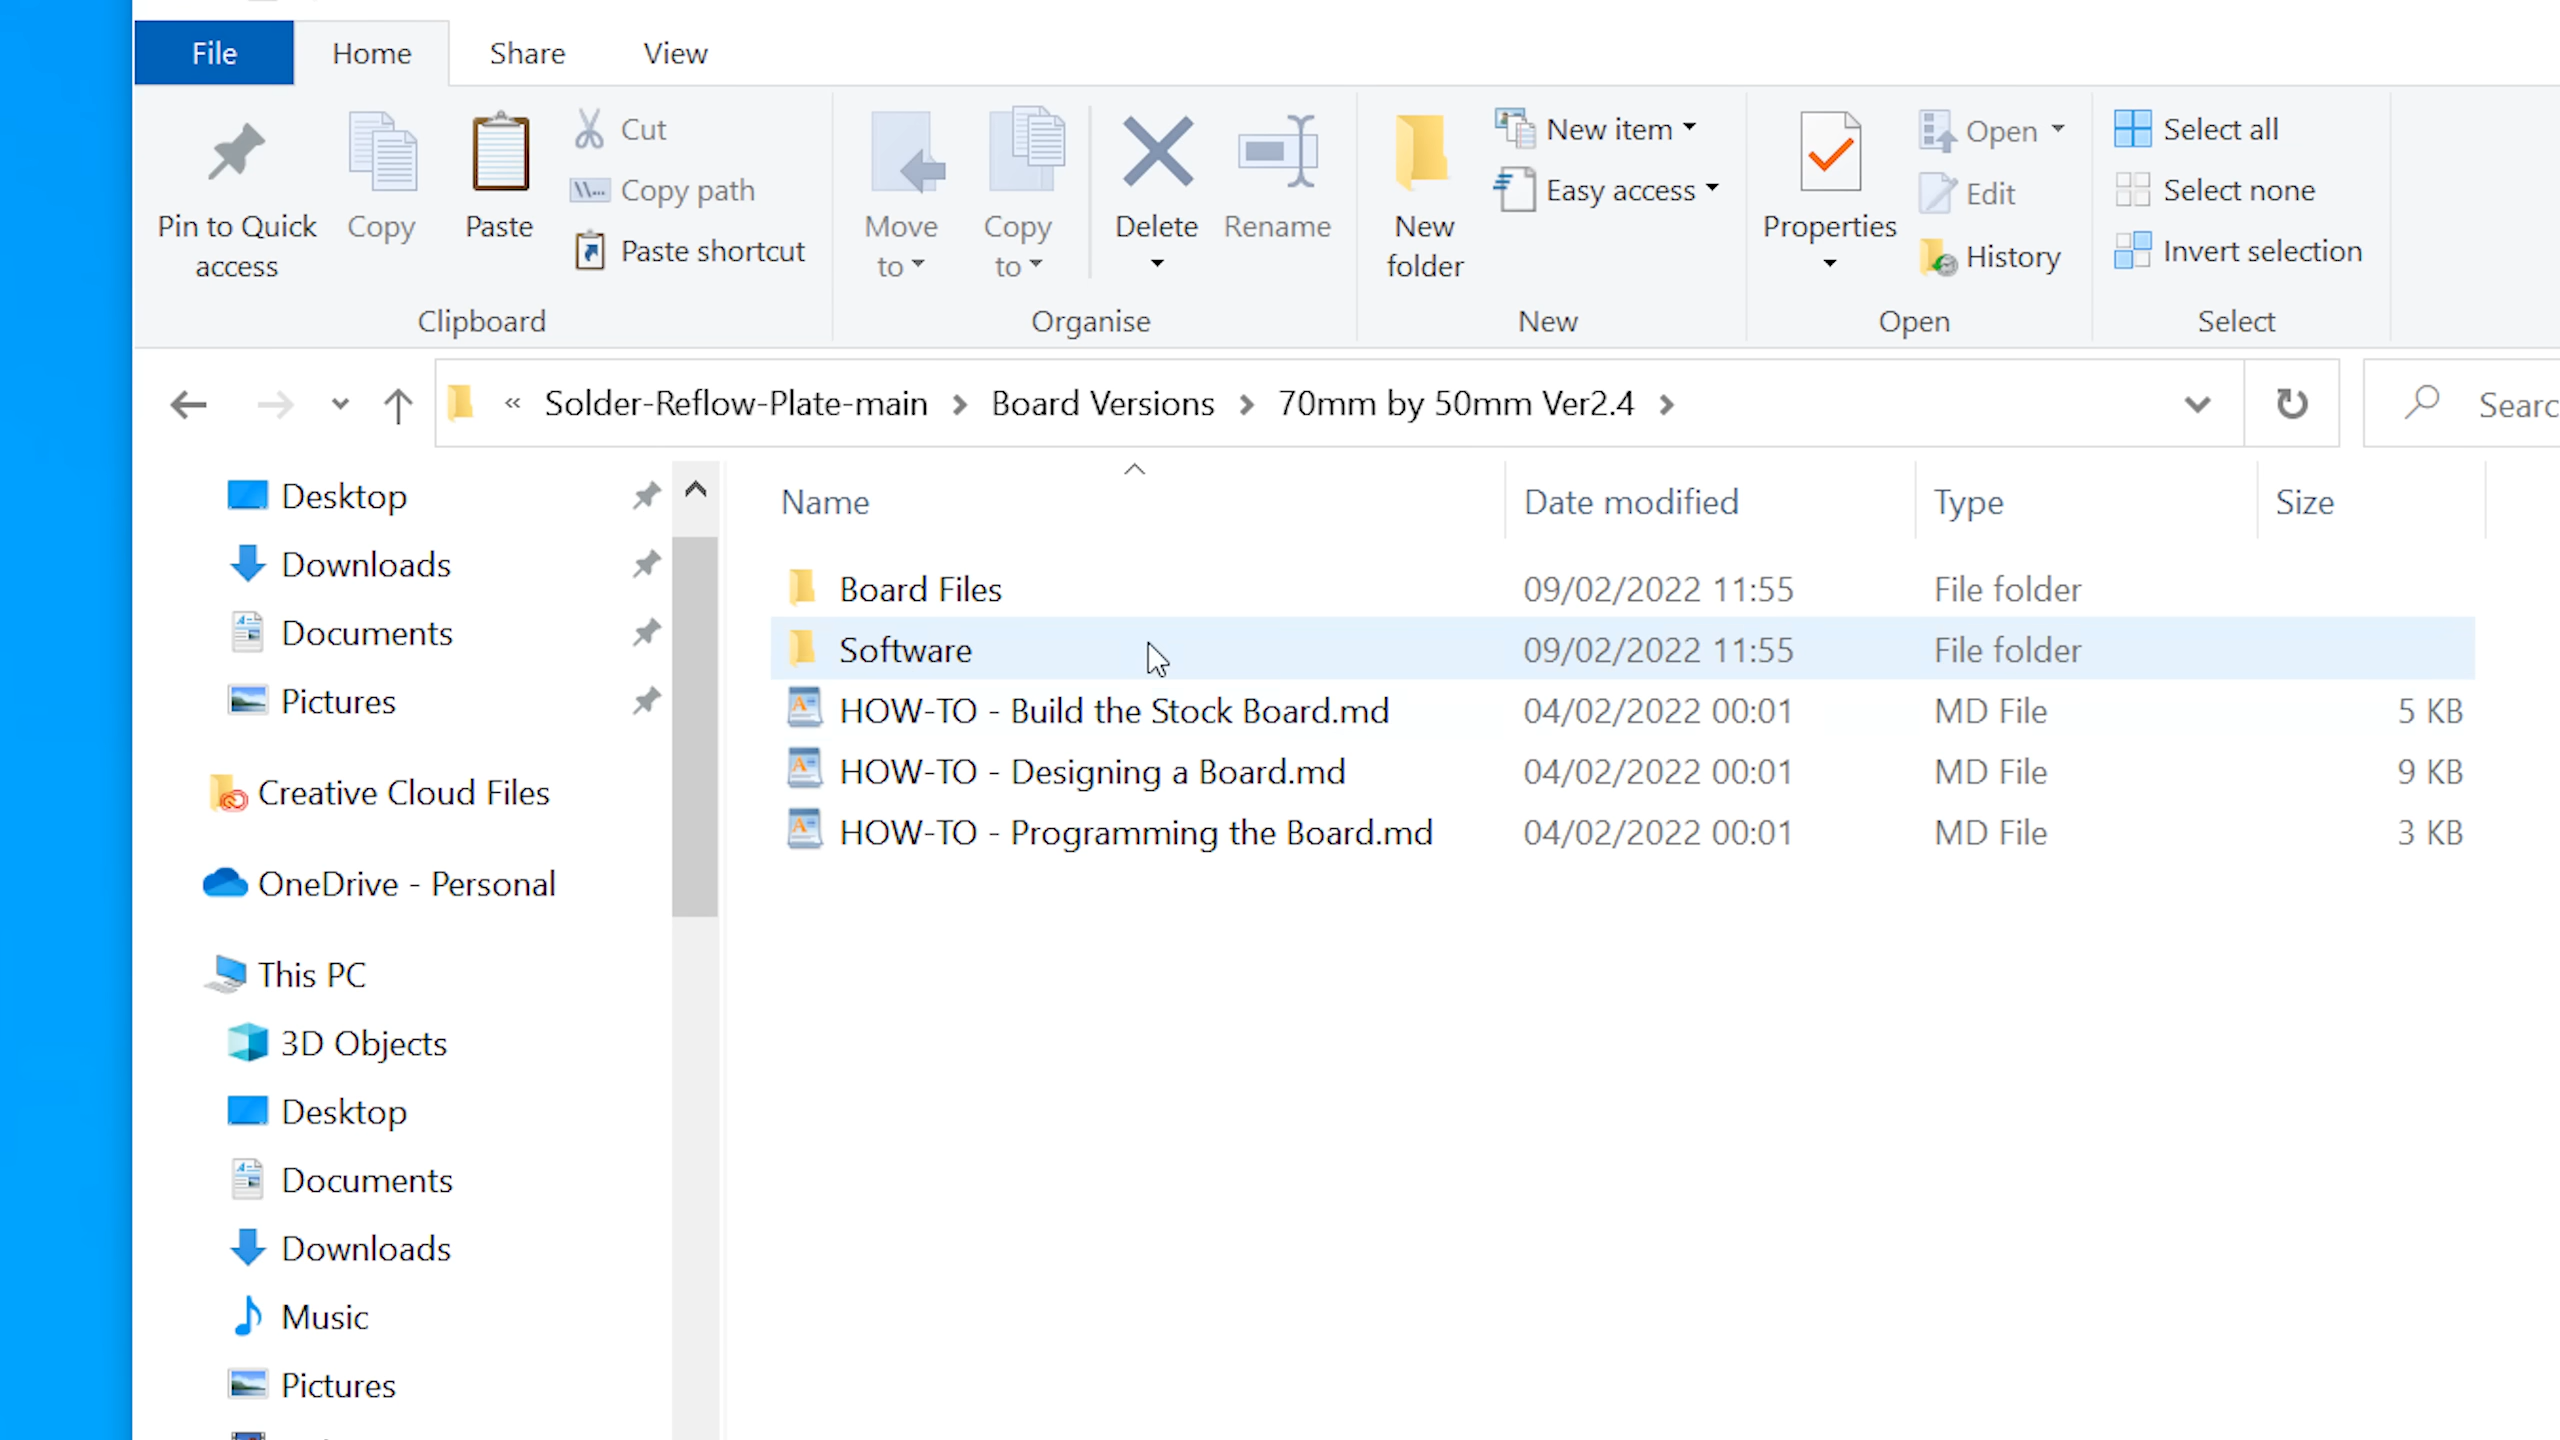 File Home Share View
Pin to Quick access
Copy
Paste
Cut
Copy path
Paste shortcut
Clipboard
Move to
Copy to
Delete
Rename
Organise
New folder
New item
Easy access
New
Properties
Open
Edit
History
Open
Select all
Select none
Invert selection
Select
« Solder-Reflow-Plate-main > Board Versions > 70mm by 50mm Ver2.4 >
Desktop
Downloads
Documents
Pictures
Creative Cloud Files
OneDrive - Personal
This PC
3D Objects
Desktop
Documents
Downloads
Music
Pictures
Name Date modified Type Size
Board Files 09/02/2022 11:55 File folder
Software 09/02/2022 11:55 File folder
HOW-TO - Build the Stock Board.md 04/02/2022 00:01 MD File 5 KB
HOW-TO - Designing a Board.md 04/02/2022 00:01 MD File 9 KB
HOW-TO - Programming the Board.md 04/02/2022 00:01 MD File 3 KB